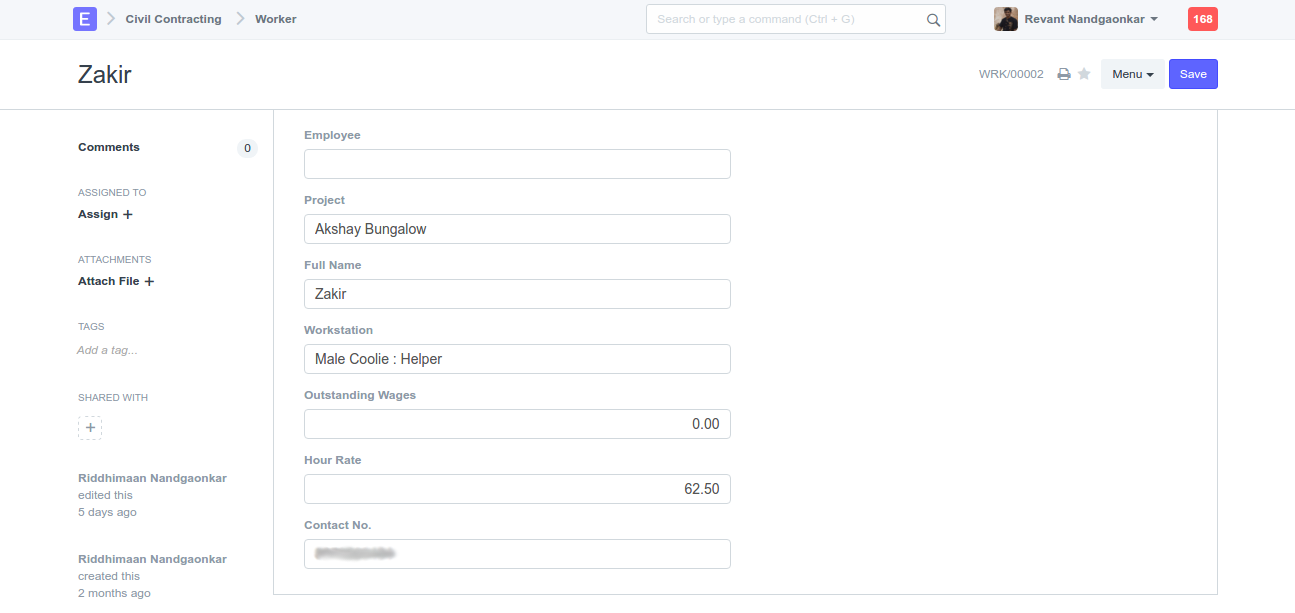 E Civil Contracting Worker Search or type a command (Ctrl + G) Revant Nandgaonkar 168
Zakir WRK/00002 Menu Save
Comments 0
ASSIGNED TO
Assign +
ATTACHMENTS
Attach File +
TAGS
Add a tag...
SHARED WITH
+
Riddhimaan Nandgaonkar
edited this
5 days ago
Riddhimaan Nandgaonkar
created this
2 months ago
Employee
Project
Akshay Bungalow
Full Name
Zakir
Workstation
Male Coolie : Helper
Outstanding Wages
0.00
Hour Rate
62.50
Contact No.